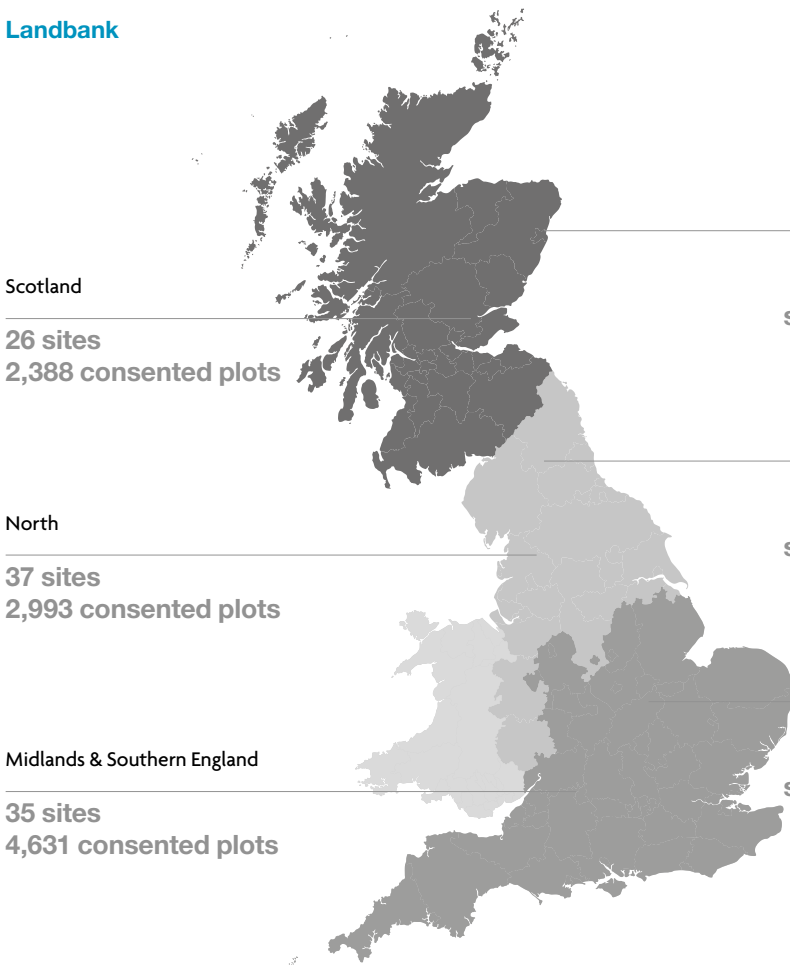 Landbank
Scotland
26 sites
2,388 consented plots
North
37 sites
2,993 consented plots
Midlands & Southern England
35 sites
4,631 consented plots